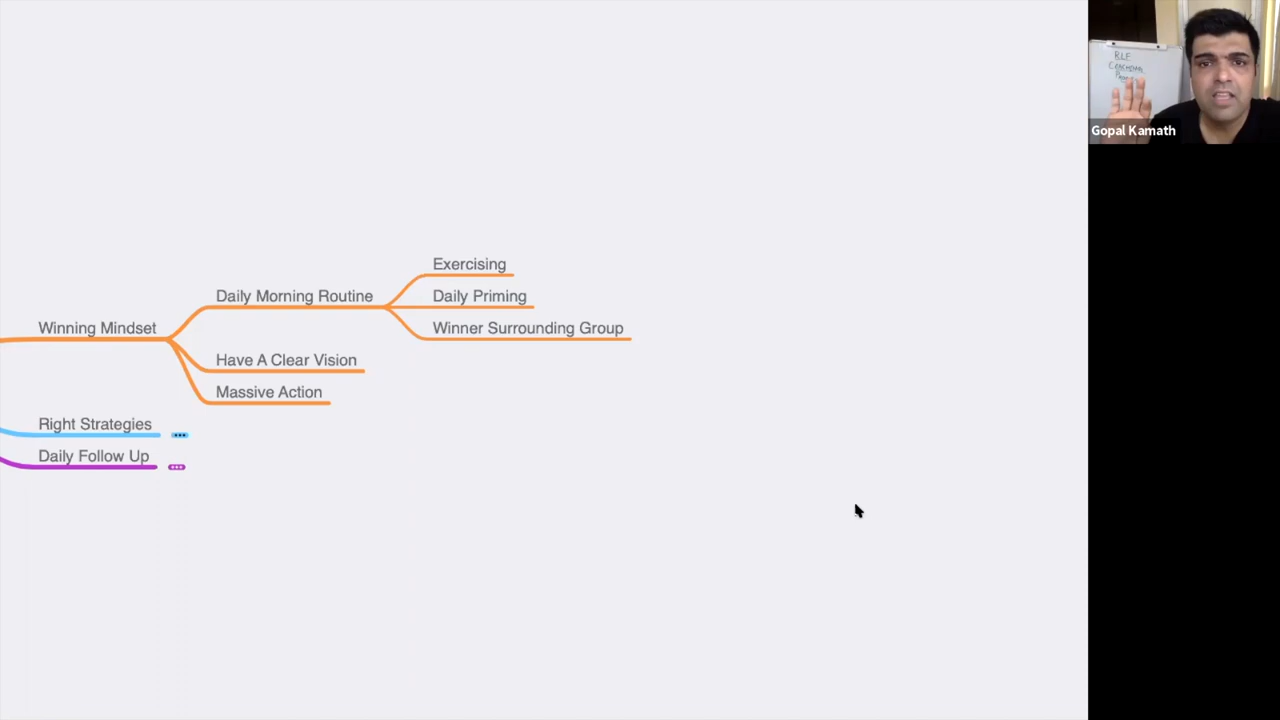 Exercising
Daily Morning Routine
Daily Priming
Winning Mindset
Winner Surrounding Group
Have A Clear Vision
Massive Action
Right Strategies
Daily Follow Up
RLF
Gopal Kamath